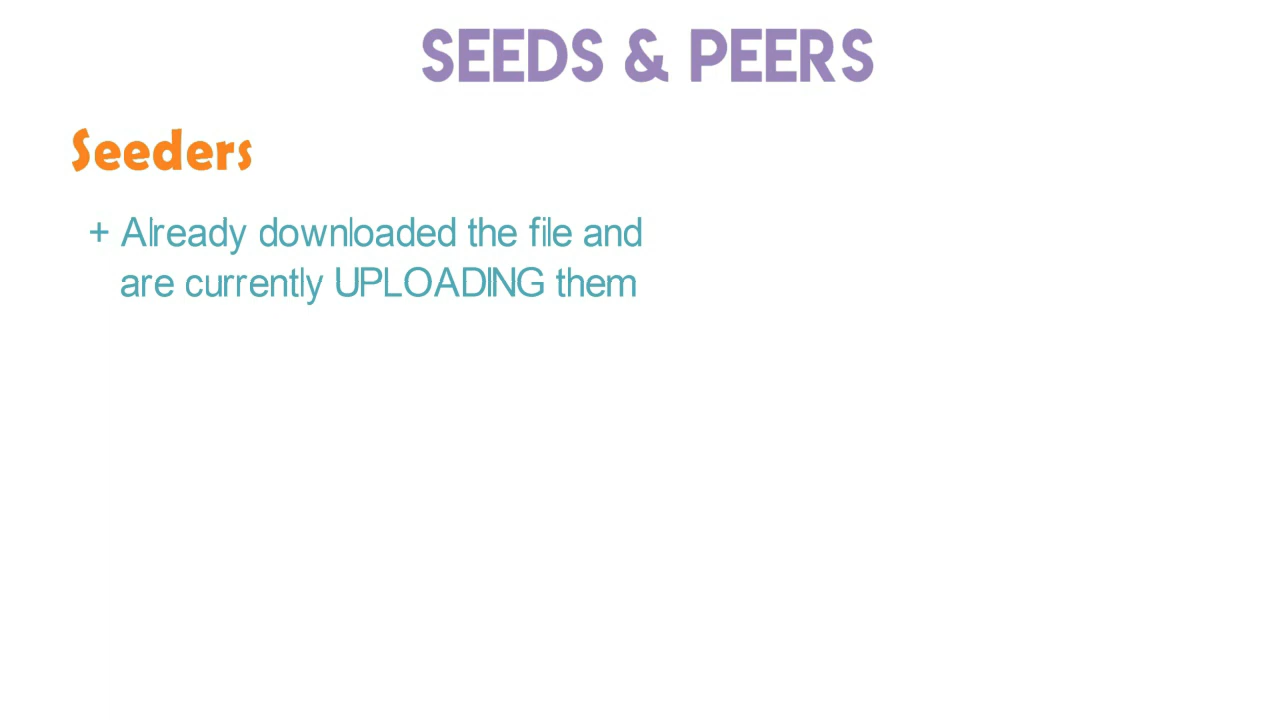 SEEDS & PEERS
Seeders
+ Already downloaded the file and
are currently UPLOADING them